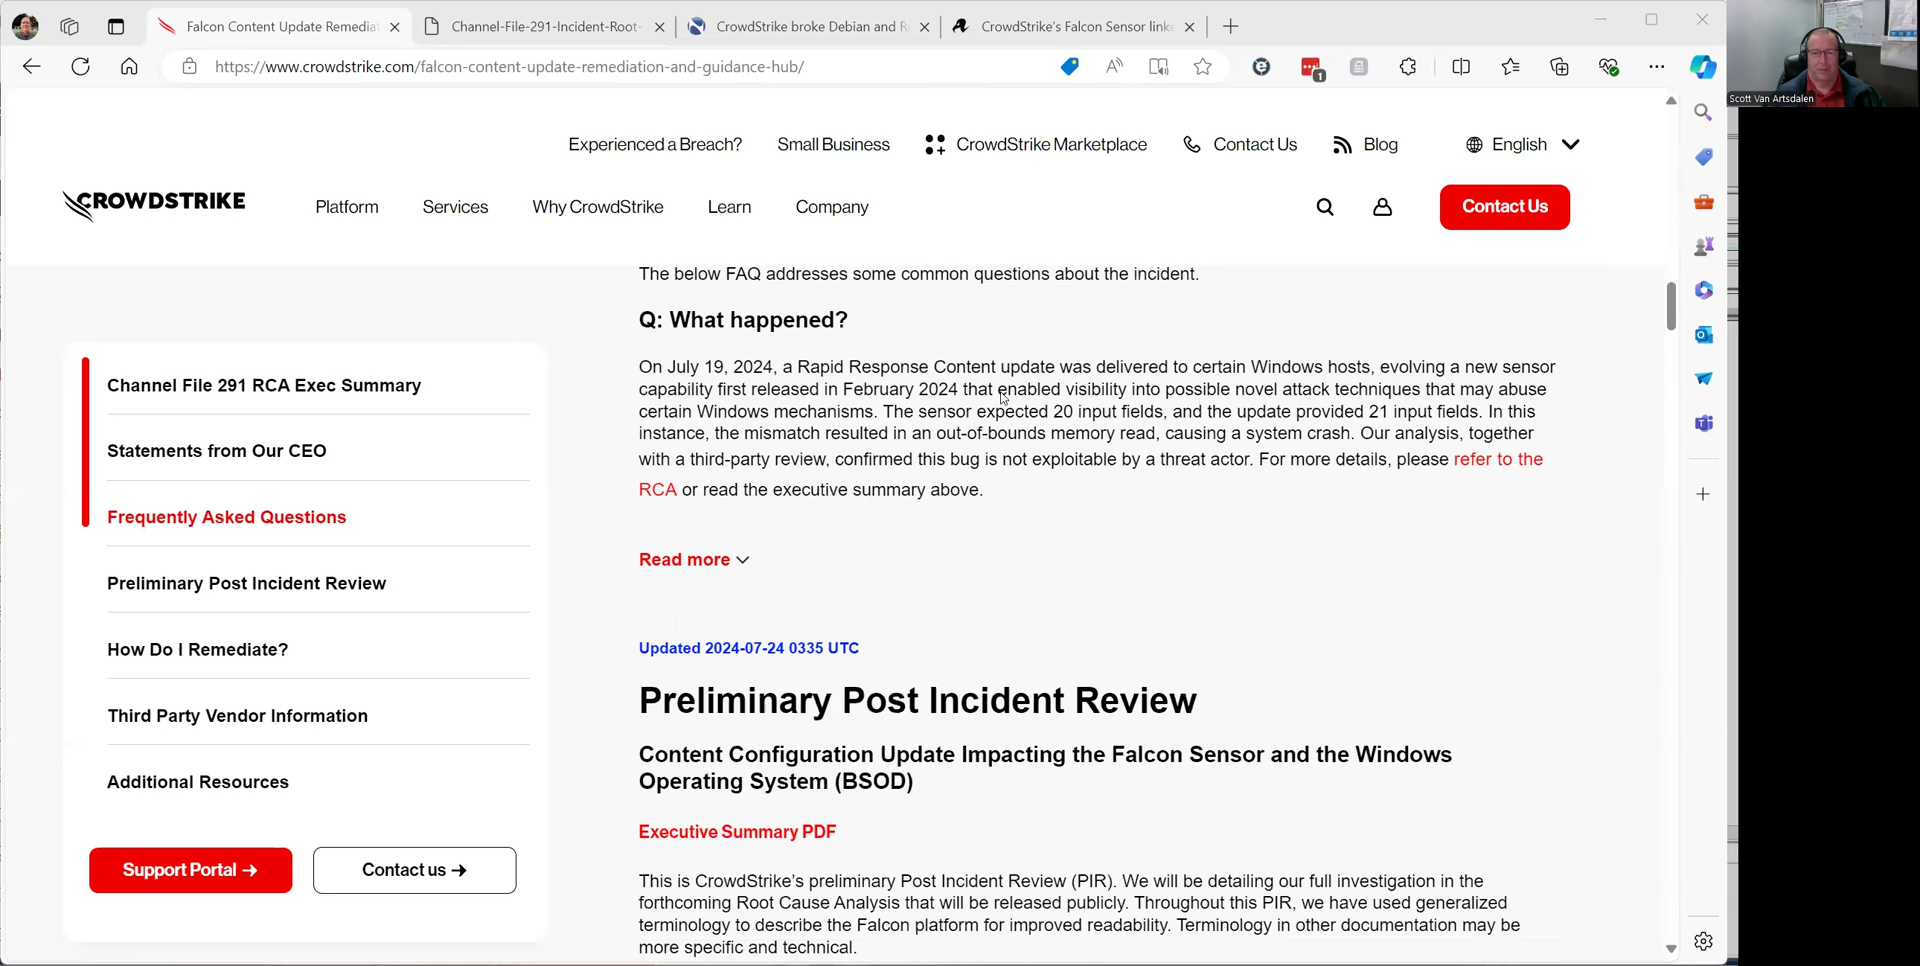 Falcon Content Update Remediat
Channel-File-291-Incident-Root-
CrowdStrike broke Debian and R
CrowdStrike's Falcon Sensor linke
https://www.crowdstrike.com/falcon-content-update-remediation-and-guidance-hub/
1
Scott Van Artsdalen
Experienced a Breach?
Small Business
CrowdStrike Marketplace
Contact Us
Blog
English
CROWDSTRIKE
Platform
Services
Why CrowdStrike
Learn
Company
Contact Us
Channel File 291 RCA Exec Summary
Statements from Our CEO
Frequently Asked Questions
Preliminary Post Incident Review
How Do I Remediate?
Third Party Vendor Information
Additional Resources
Support Portal →
Contact us →
The below FAQ addresses some common questions about the incident.
Q: What happened?
On July 19, 2024, a Rapid Response Content update was delivered to certain Windows hosts, evolving a new sensor
capability first released in February 2024 that enabled visibility into possible novel attack techniques that may abuse
certain Windows mechanisms. The sensor expected 20 input fields, and the update provided 21 input fields. In this
instance, the mismatch resulted in an out-of-bounds memory read, causing a system crash. Our analysis, together
with a third-party review, confirmed this bug is not exploitable by a threat actor. For more details, please refer to the
RCA or read the executive summary above.
Read more
Updated 2024-07-24 0335 UTC
Preliminary Post Incident Review
Content Configuration Update Impacting the Falcon Sensor and the Windows
Operating System (BSOD)
Executive Summary PDF
This is CrowdStrike's preliminary Post Incident Review (PIR). We will be detailing our full investigation in the
forthcoming Root Cause Analysis that will be released publicly. Throughout this PIR, we have used generalized
terminology to describe the Falcon platform for improved readability. Terminology in other documentation may be
more specific and technical.